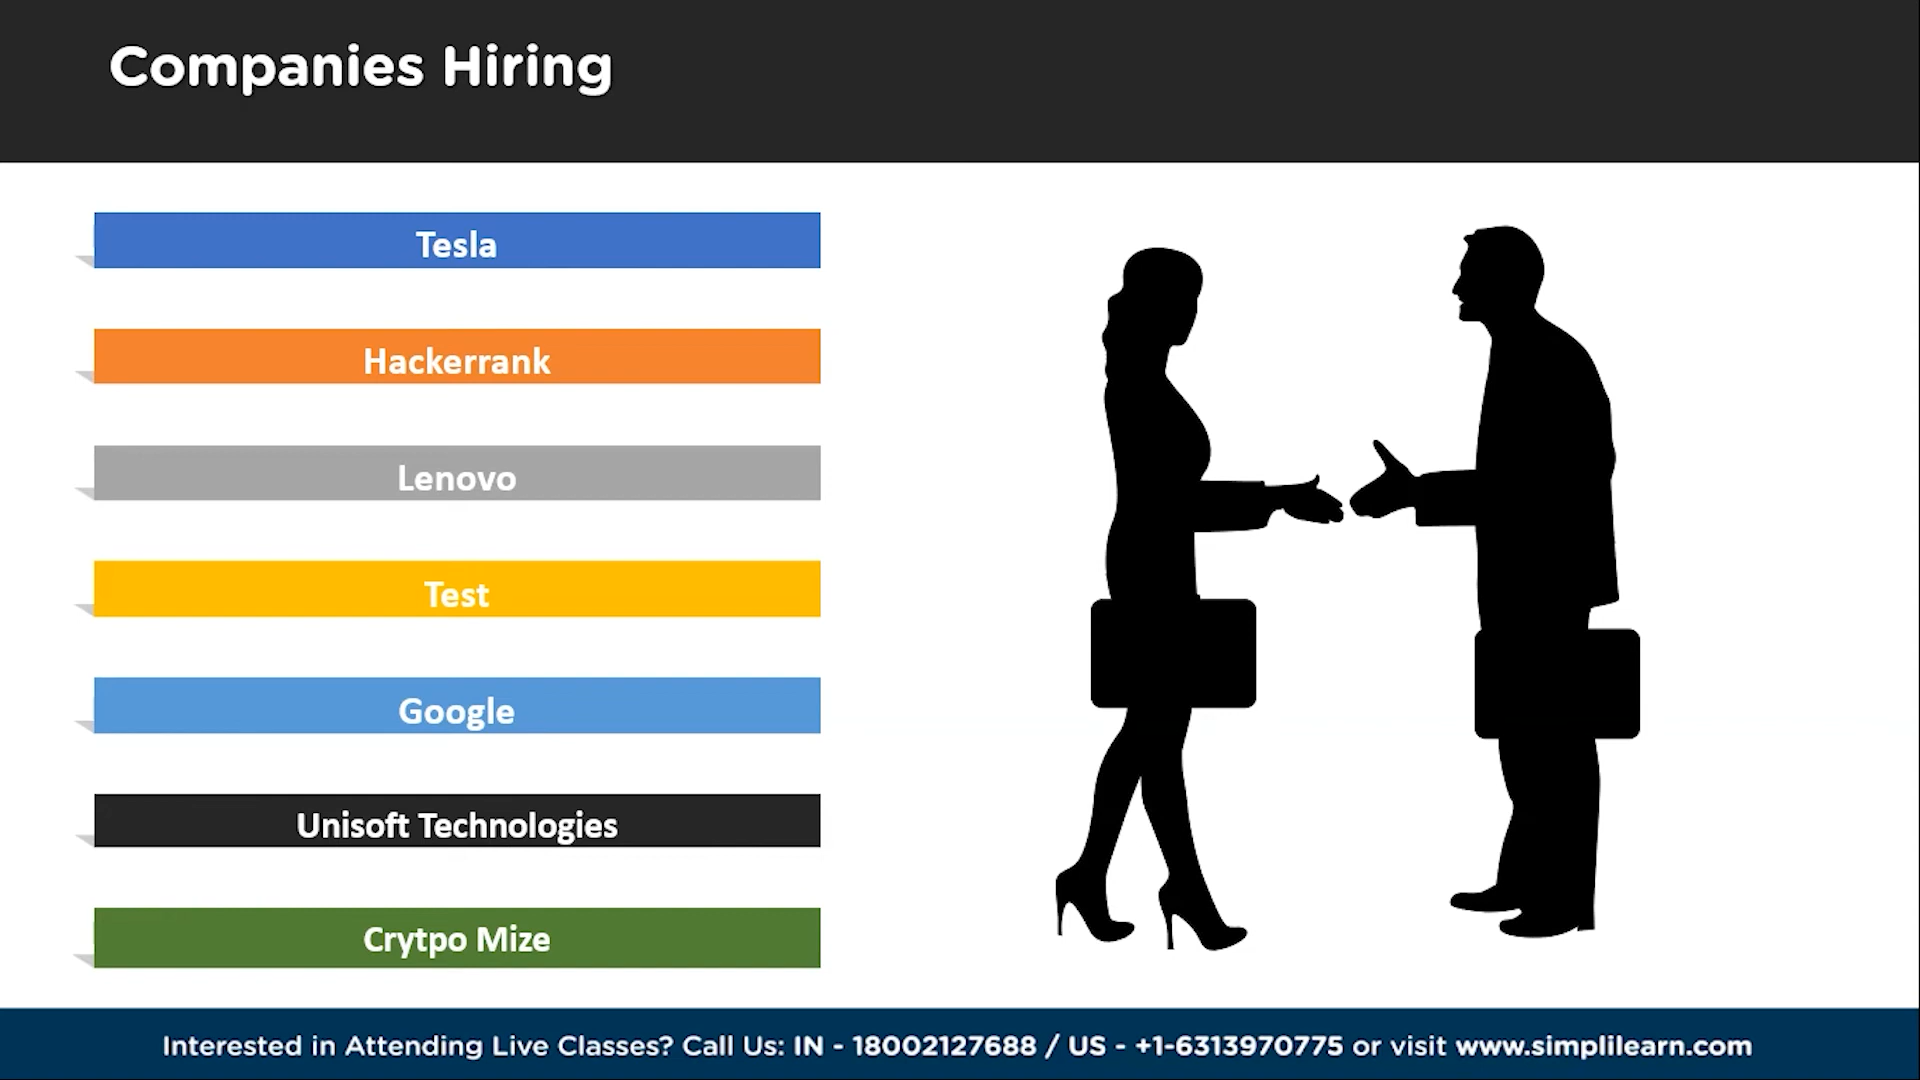 Companies Hiring
Tesla
Hackerrank
Lenovo
Test
Google
Unisoft Technologies
Crytpo Mize
Interested in Attending Live Classes? Call Us: IN - 18002127688 / US - +1-6313970775 or visit www.simplilearn.com